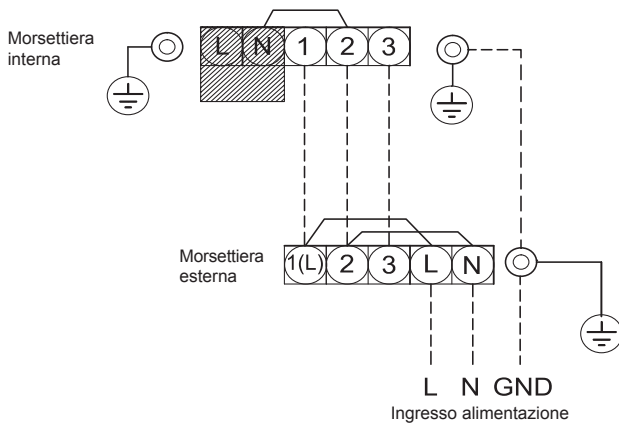 Morsettiera
interna
L N 1 2 3
Morsettiera
esterna
1(L) 2 3 L N
L N GND
Ingresso alimentazione